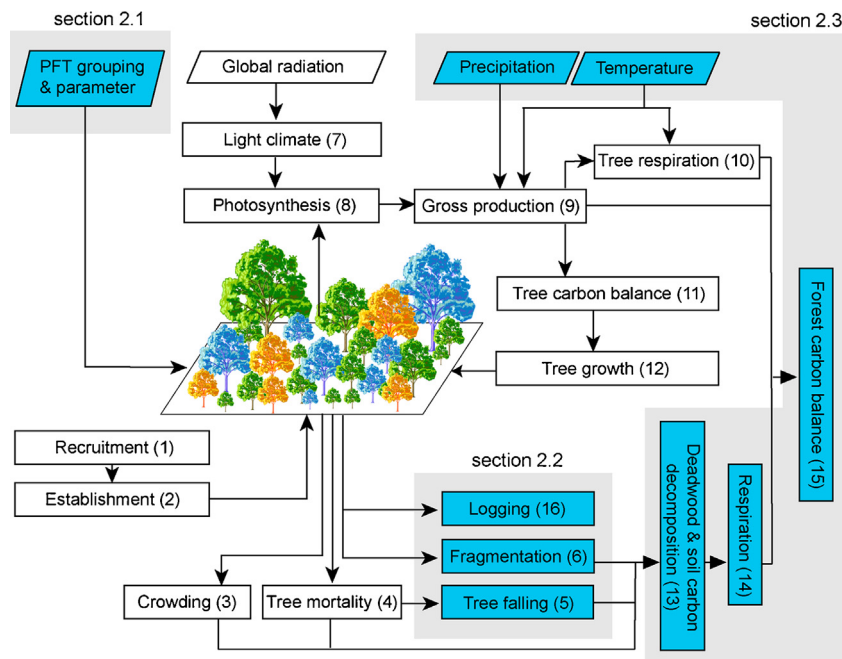 section 2.1
section 2.3
PFT grouping
& parameter
Global radiation
Precipitation
Temperature
Light climate (7)
Tree respiration (10)
Photosynthesis (8)
Gross production (9)
Tree carbon balance (11)
Forest carbon balance (15)
Tree growth (12)
Recruitment (1)
section 2.2
Establishment (2)
Logging (16)
Deadwood & soil carbon
decomposition (13)
Respiration (14)
Fragmentation (6)
Crowding (3)
Tree mortality (4)
Tree falling (5)